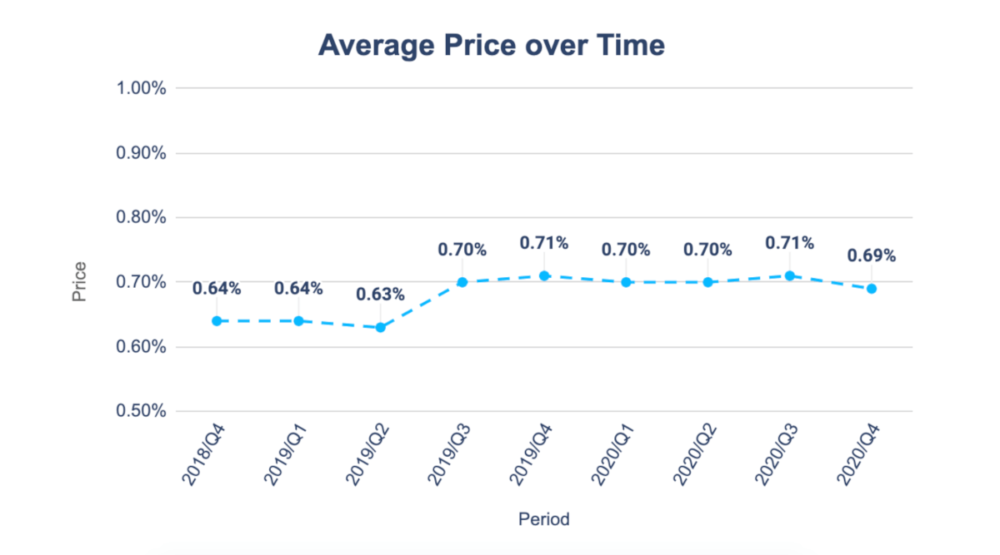 Average Price over Time
1.00%
0.90%
0.80%
0.70%
0.60%
0.50%
Price
0.64%
0.64%
0.63%
0.70%
0.71%
0.70%
0.70%
0.71%
0.69%
2018/Q4
2019/Q1
2019/Q2
2019/Q3
2019/Q4
2020/Q1
2020/Q2
2020/Q3
2020/Q4
Period